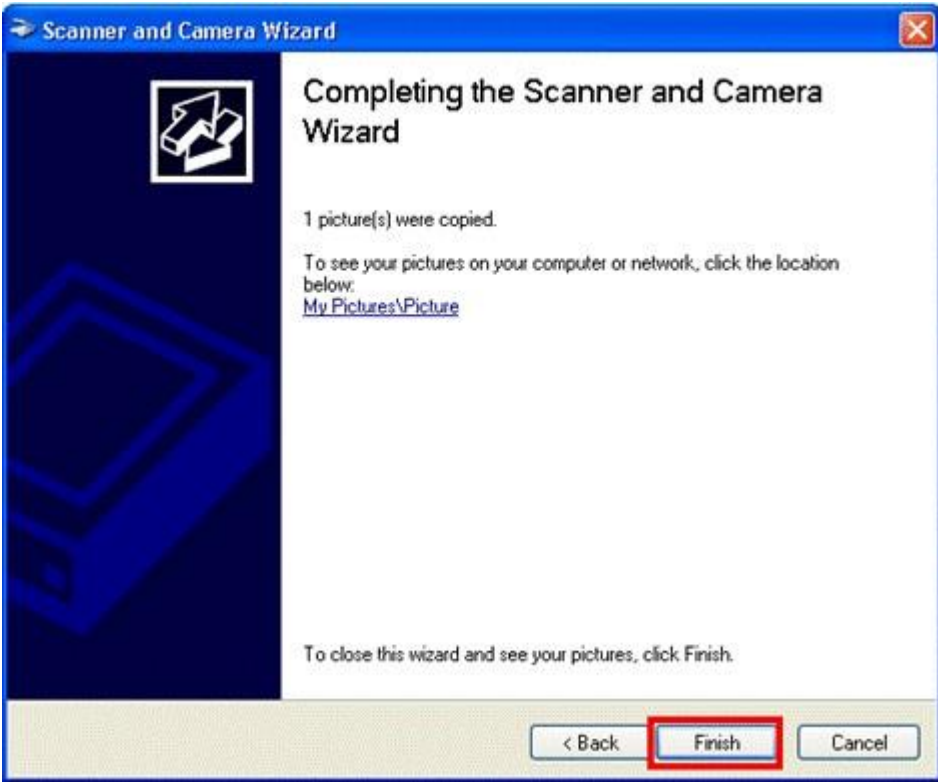 Scanner and Camera Wizard
Completing the Scanner and Camera
Wizard
1 picture(s) were copied.
To see your pictures on your computer or network, click the location
below:
My Pictures\Picture
To close this wizard and see your pictures, click Finish.
< Back Finish Cancel